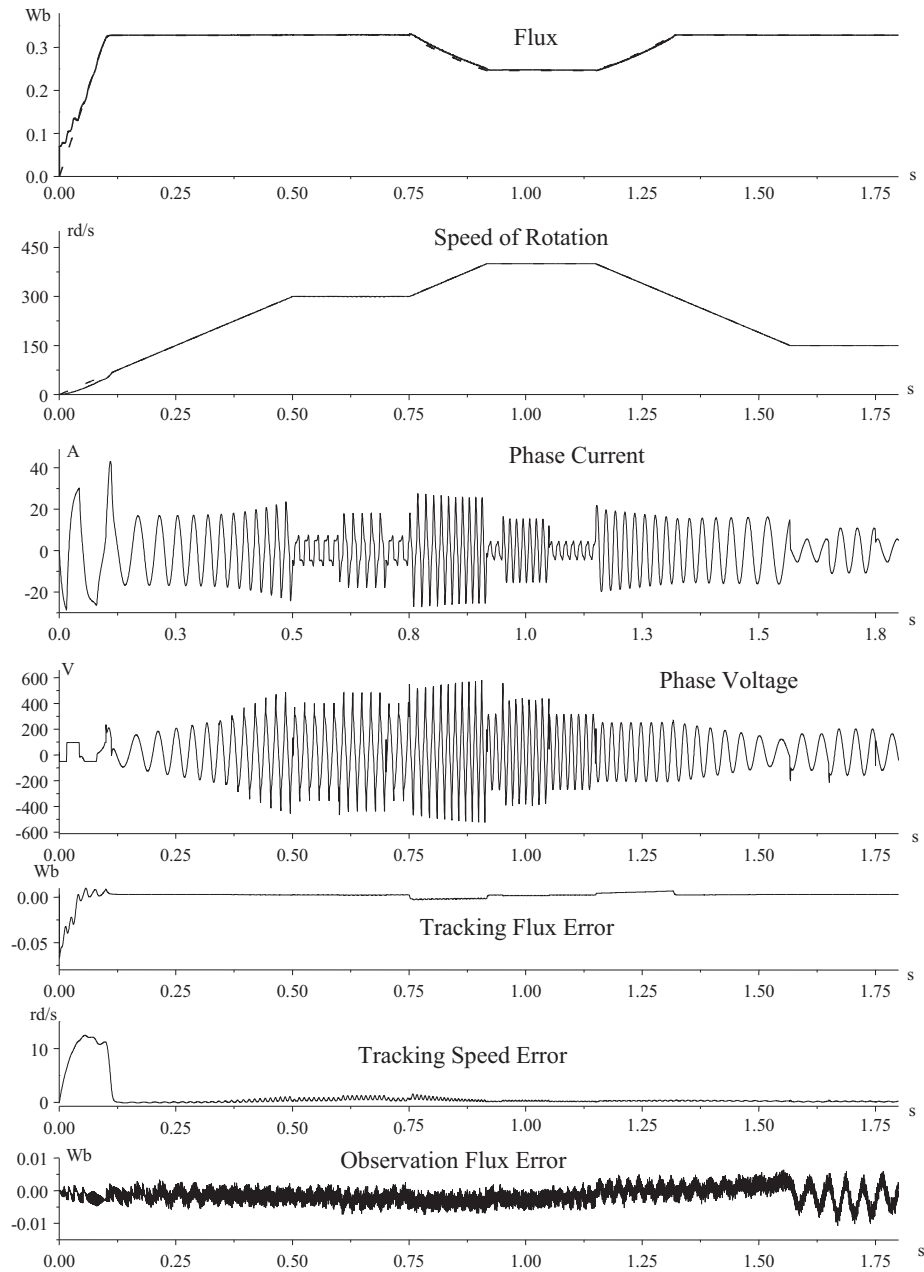 Wb
Flux
0.3
0.2
0.1
0.0
0.00 0.25 0.50 0.75 1.00 1.25 1.50 1.75 s
rd/s
Speed of Rotation
450
300
150
0
0.00 0.25 0.50 0.75 1.00 1.25 1.50 1.75 s
A
Phase Current
40
20
0
-20
0.0 0.3 0.5 0.8 1.0 1.3 1.5 1.8 s
V
Phase Voltage
600
400
200
0
-200
-400
-600
0.00 0.25 0.50 0.75 1.00 1.25 1.50 1.75 s
Wb
0.00
Tracking Flux Error
-0.05
0.00 0.25 0.50 0.75 1.00 1.25 1.50 1.75 s
rd/s
10
Tracking Speed Error
0
0.00 0.25 0.50 0.75 1.00 1.25 1.50 1.75 s
Wb
Observation Flux Error
0.01
0.00
-0.01
0.00 0.25 0.50 0.75 1.00 1.25 1.50 1.75 s